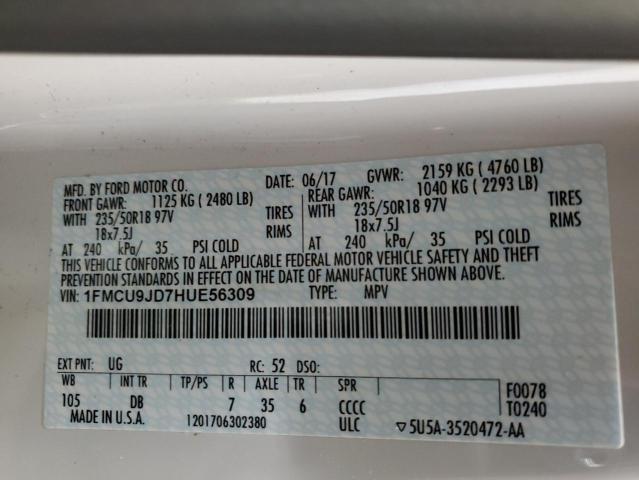 MFD. BY FORD MOTOR CO.
DATE: 06/17 GVWR: 2159 KG ( 4760 LB)
FRONT GAWR: 1125 KG ( 2480 LB) REAR GAWR: 1040 KG ( 2293 LB)
WITH 235/50R18 97V TIRES WITH 235/50R18 97V TIRES
18x7.5J RIMS 18x7.5J RIMS
AT 240 kPa/ 35 PSI COLD AT 240 kPa/ 35 PSI COLD
THIS VEHICLE CONFORMS TO ALL APPLICABLE FEDERAL MOTOR VEHICLE SAFETY AND THEFT
PREVENTION STANDARDS IN EFFECT ON THE DATE OF MANUFACTURE SHOWN ABOVE.
VIN: 1FMCU9JD7HUE56309 TYPE: MPV
EXT PNT: UG RC: 52 DSO:
WB INT TR TP/PS R AXLE TR SPR F0078
105 DB 7 35 6 CCCC T0240
MADE IN U.S.A. 1201706302380 ULC ▽5U5A-3520472-AA